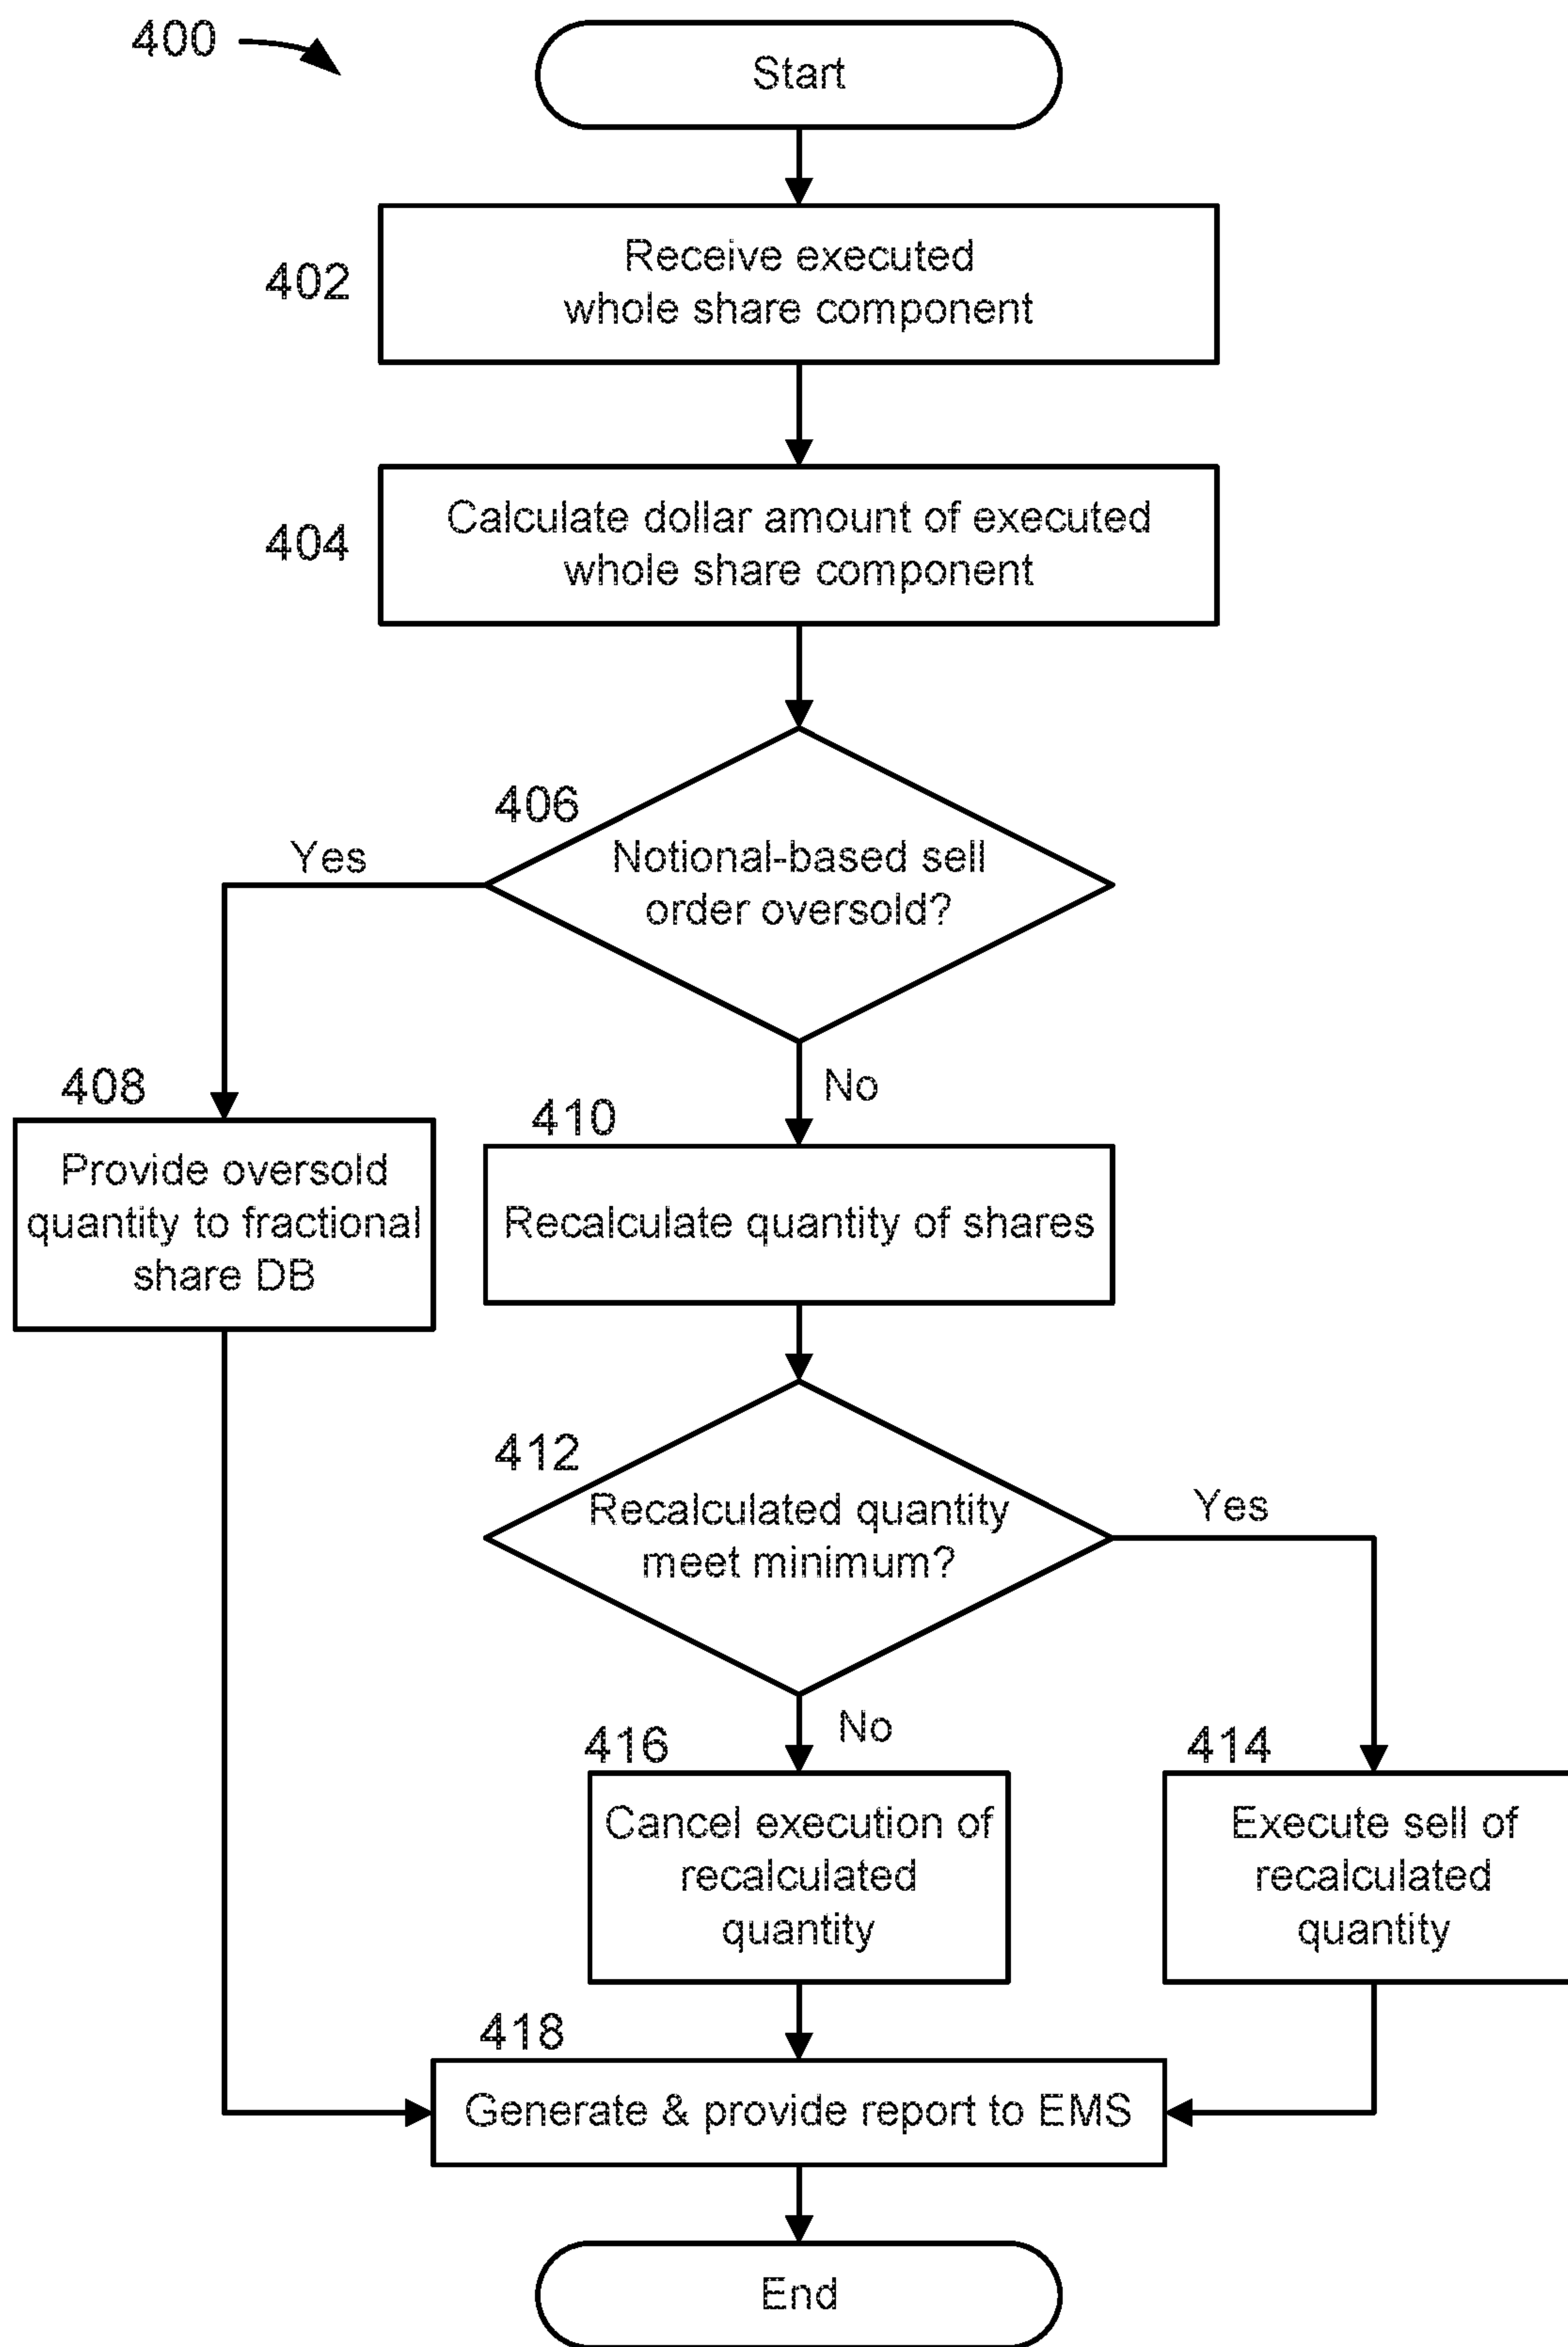 400
Start
402
Receive executed
whole share component
404
Calculate dollar amount of executed
whole share component
406
Notional-based sell
order oversold?
Yes
No
408
Provide oversold
quantity to fractional
share DB
410
Recalculate quantity of shares
412
Recalculated quantity
meet minimum?
Yes
No
416
Cancel execution of
recalculated
quantity
414
Execute sell of
recalculated
quantity
418
Generate & provide report to EMS
End